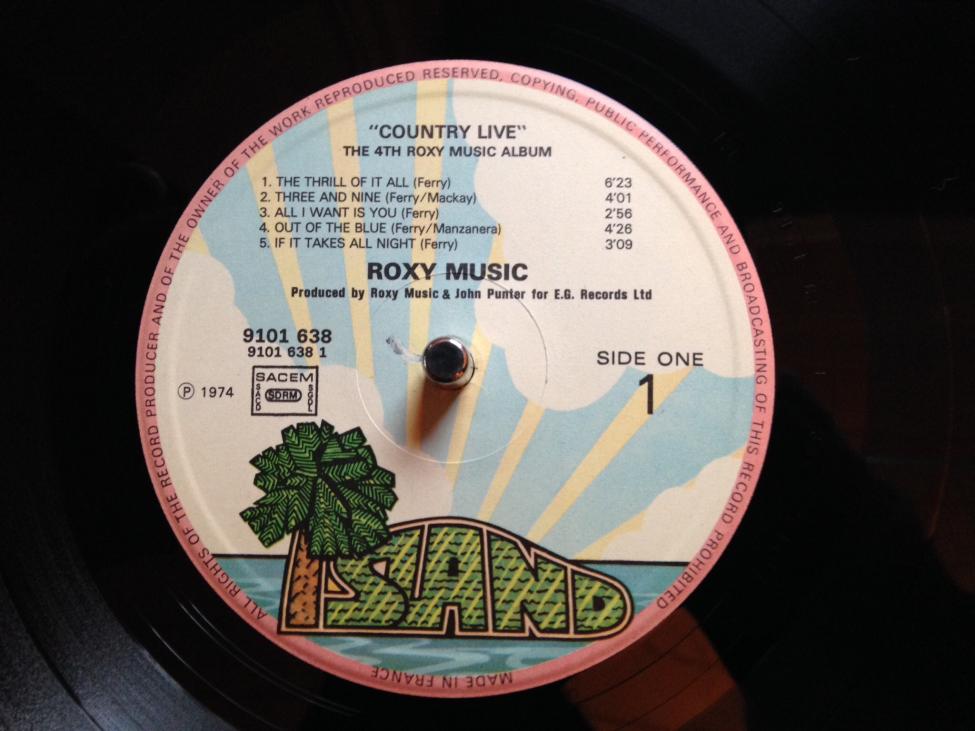 ALL RIGHTS OF THE RECORD PRODUCER AND OF THE OWNER OF THE WORK REPRODUCED RESERVED, COPYING, PUBLIC PERFORMANCE AND BROADCASTING OF THIS RECORD PROHIBITED
"COUNTRY LIVE"
THE 4TH ROXY MUSIC ALBUM
1. THE THRILL OF IT ALL (Ferry) 6'23
2. THREE AND NINE (Ferry/Mackay) 4'01
3. ALL I WANT IS YOU (Ferry) 2'56
4. OUT OF THE BLUE (Ferry/Manzanera) 4'26
5. IF IT TAKES ALL NIGHT (Ferry) 3'09
ROXY MUSIC
Produced by Roxy Music & John Punter for E.G. Records Ltd
9101 638
9101 638 1
SIDE ONE
1
℗ 1974
SACEM
SACD SDRM SGDL
ISLAND
MADE IN FRANCE